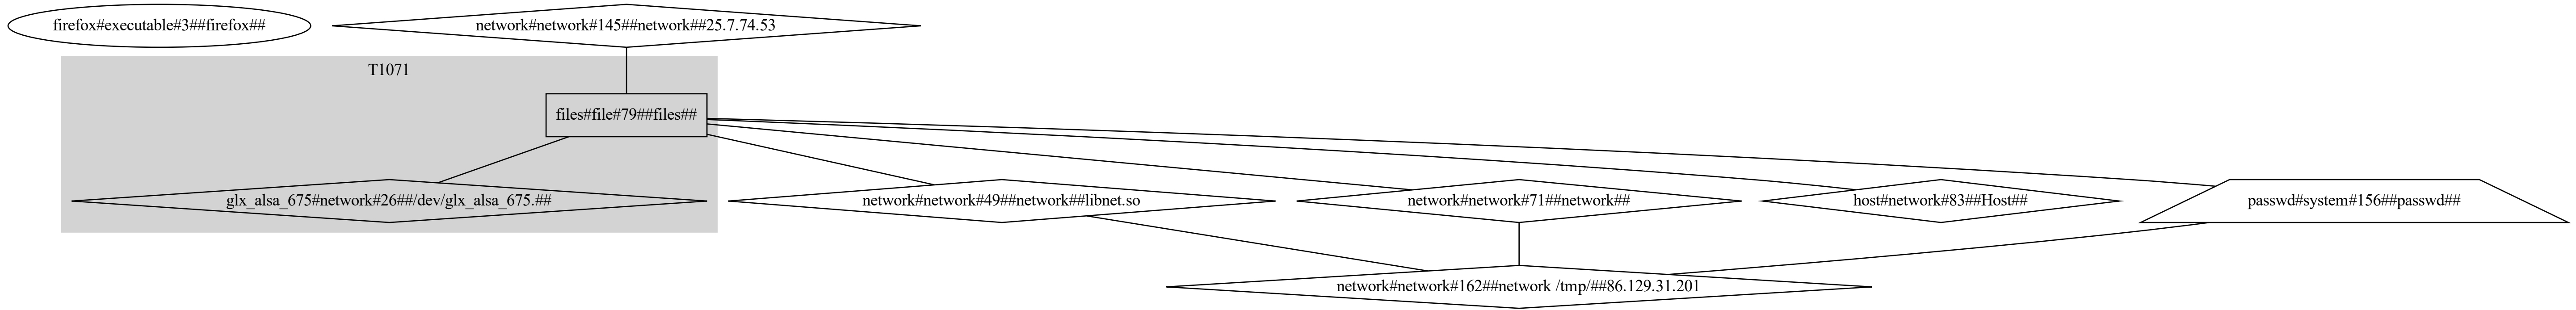 firefox#executable#3##firefox##
network#network#145##network##25.7.74.53
T1071
files#file#79##files##
glx_alsa_675#network#26##/dev/glx_alsa_675.##
network#network#49##network##libnet.so
network#network#71##network##
host#network#83##Host##
passwd#system#156##passwd##
network#network#162##network /tmp/##86.129.31.201